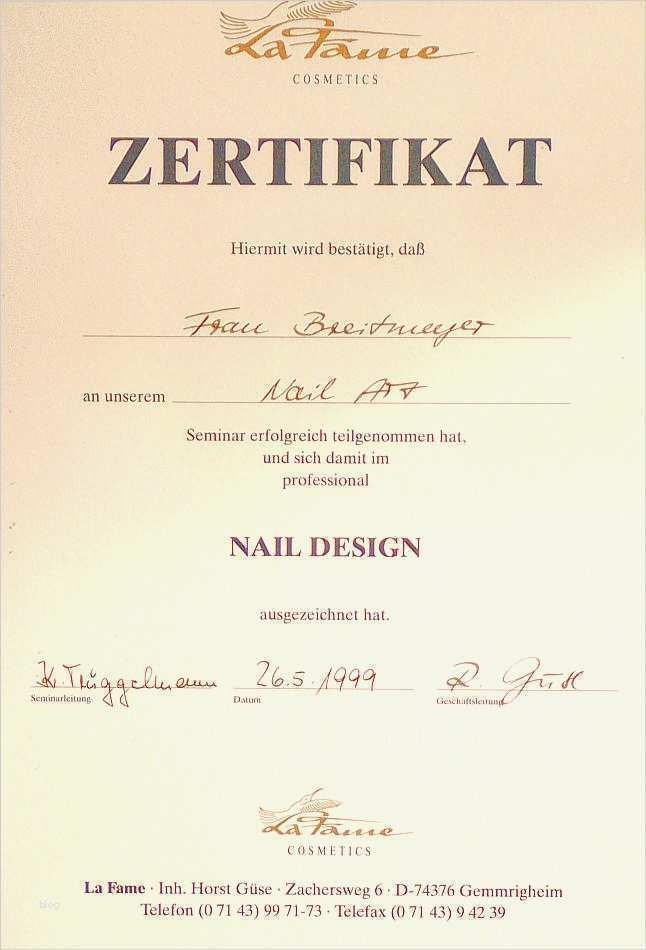 La Fame
COSMETICS
ZERTIFIKAT
Hiermit wird bestätigt, daß
Frau Breitmeyer
an unserem Nail Art
Seminar erfolgreich teilgenommen hat,
und sich damit im
professional
NAIL DESIGN
ausgezeichnet hat.
K. Trüggelmann 26.5.1999 R. Güse
Seminarleitung Datum Geschäftsleitung
La Fame
COSMETICS
La Fame · Inh. Horst Güse · Zachersweg 6 · D-74376 Gemmrigheim
Telefon (0 71 43) 99 71-73 · Telefax (0 71 43) 9 42 39
blog